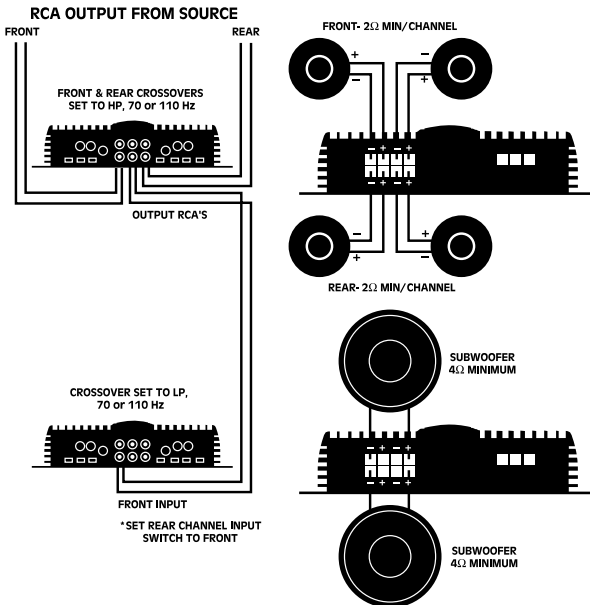 RCA OUTPUT FROM SOURCE
FRONT
REAR
FRONT & REAR CROSSOVERS
SET TO HP, 70 or 110 Hz
OUTPUT RCA'S
FRONT- 2Ω MIN/CHANNEL
+
−
−
+
− + − +
− + − +
−
+
+
−
REAR- 2Ω MIN/CHANNEL
CROSSOVER SET TO LP,
70 or 110 Hz
FRONT INPUT
*SET REAR CHANNEL INPUT
SWITCH TO FRONT
SUBWOOFER
4Ω MINIMUM
− + − +
− + − +
SUBWOOFER
4Ω MINIMUM